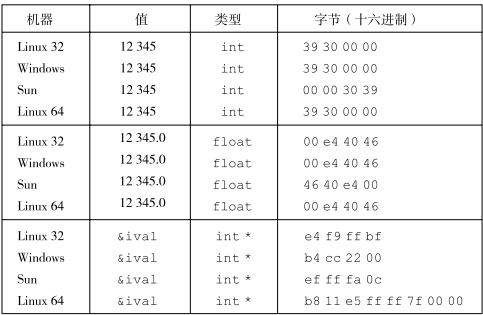 机器 值 类型 字节（十六进制）
Linux 32 12 345 int 39 30 00 00
Windows 12 345 int 39 30 00 00
Sun 12 345 int 00 00 30 39
Linux 64 12 345 int 39 30 00 00
Linux 32 12 345.0 float 00 e4 40 46
Windows 12 345.0 float 00 e4 40 46
Sun 12 345.0 float 46 40 e4 00
Linux 64 12 345.0 float 00 e4 40 46
Linux 32 &ival int * e4 f9 ff bf
Windows &ival int * b4 cc 22 00
Sun &ival int * ef ff fa 0c
Linux 64 &ival int * b8 11 e5 ff ff 7f 00 00